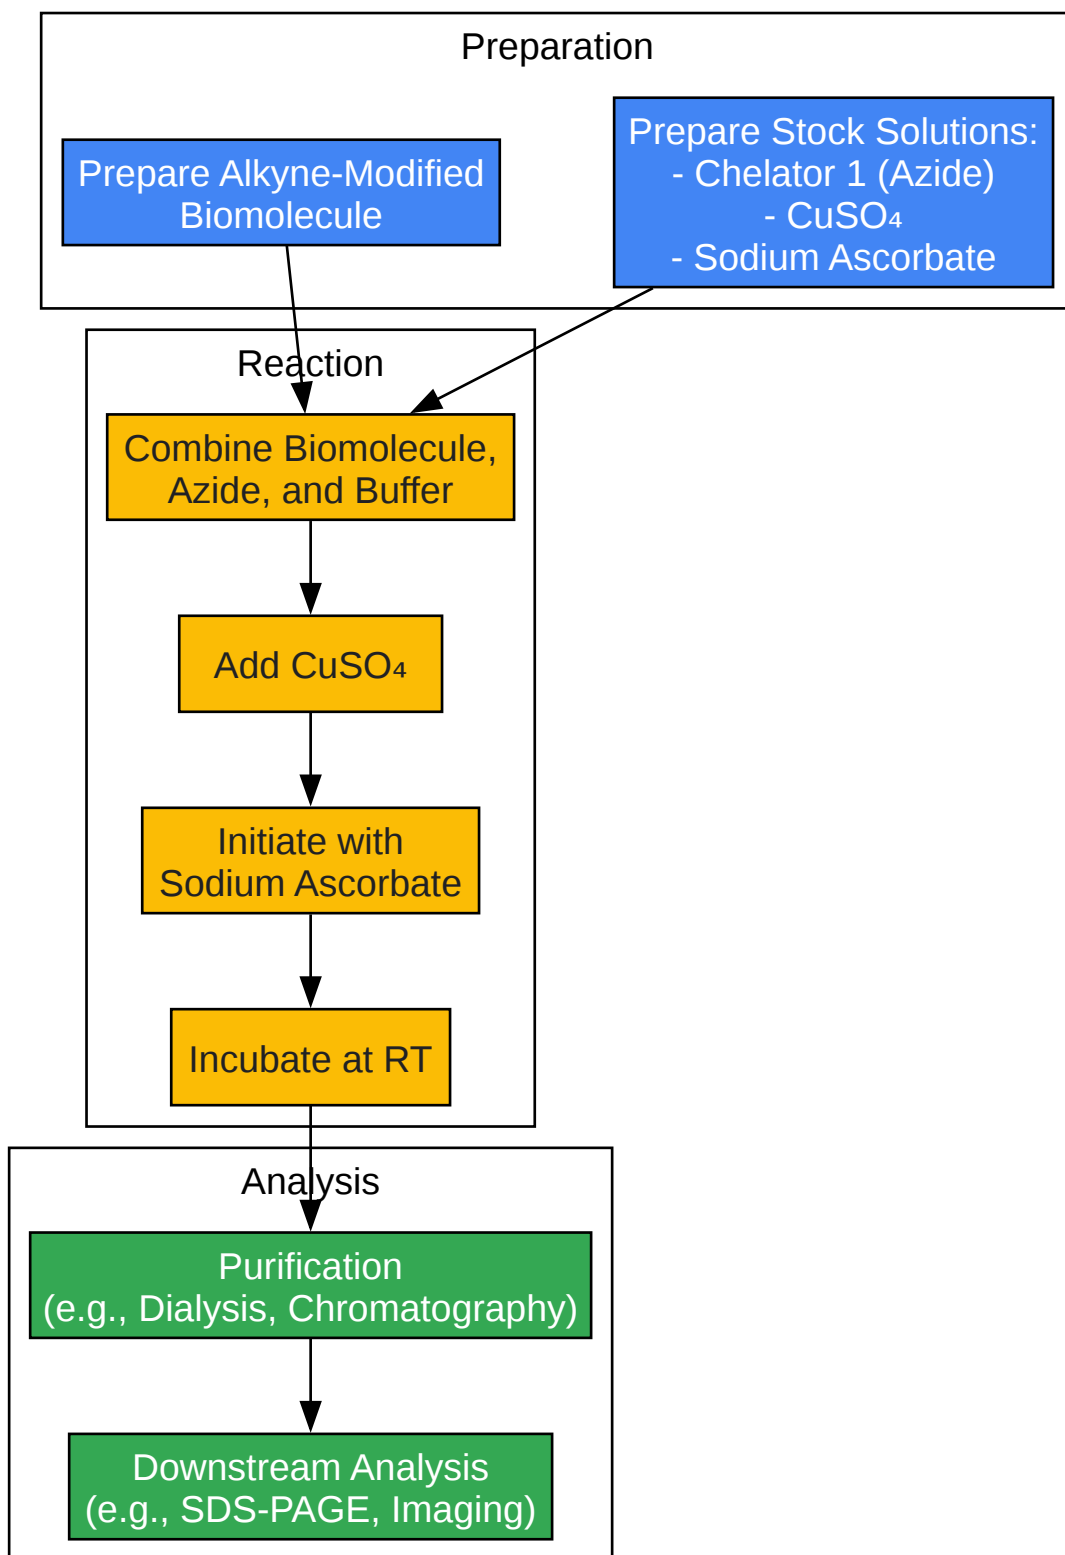 Preparation
Prepare Alkyne-Modified
Biomolecule
Prepare Stock Solutions:
- Chelator 1 (Azide)
- CuSO₄
- Sodium Ascorbate
Reaction
Combine Biomolecule,
Azide, and Buffer
Add CuSO₄
Initiate with
Sodium Ascorbate
Incubate at RT
Analysis
Purification
(e.g., Dialysis, Chromatography)
Downstream Analysis
(e.g., SDS-PAGE, Imaging)